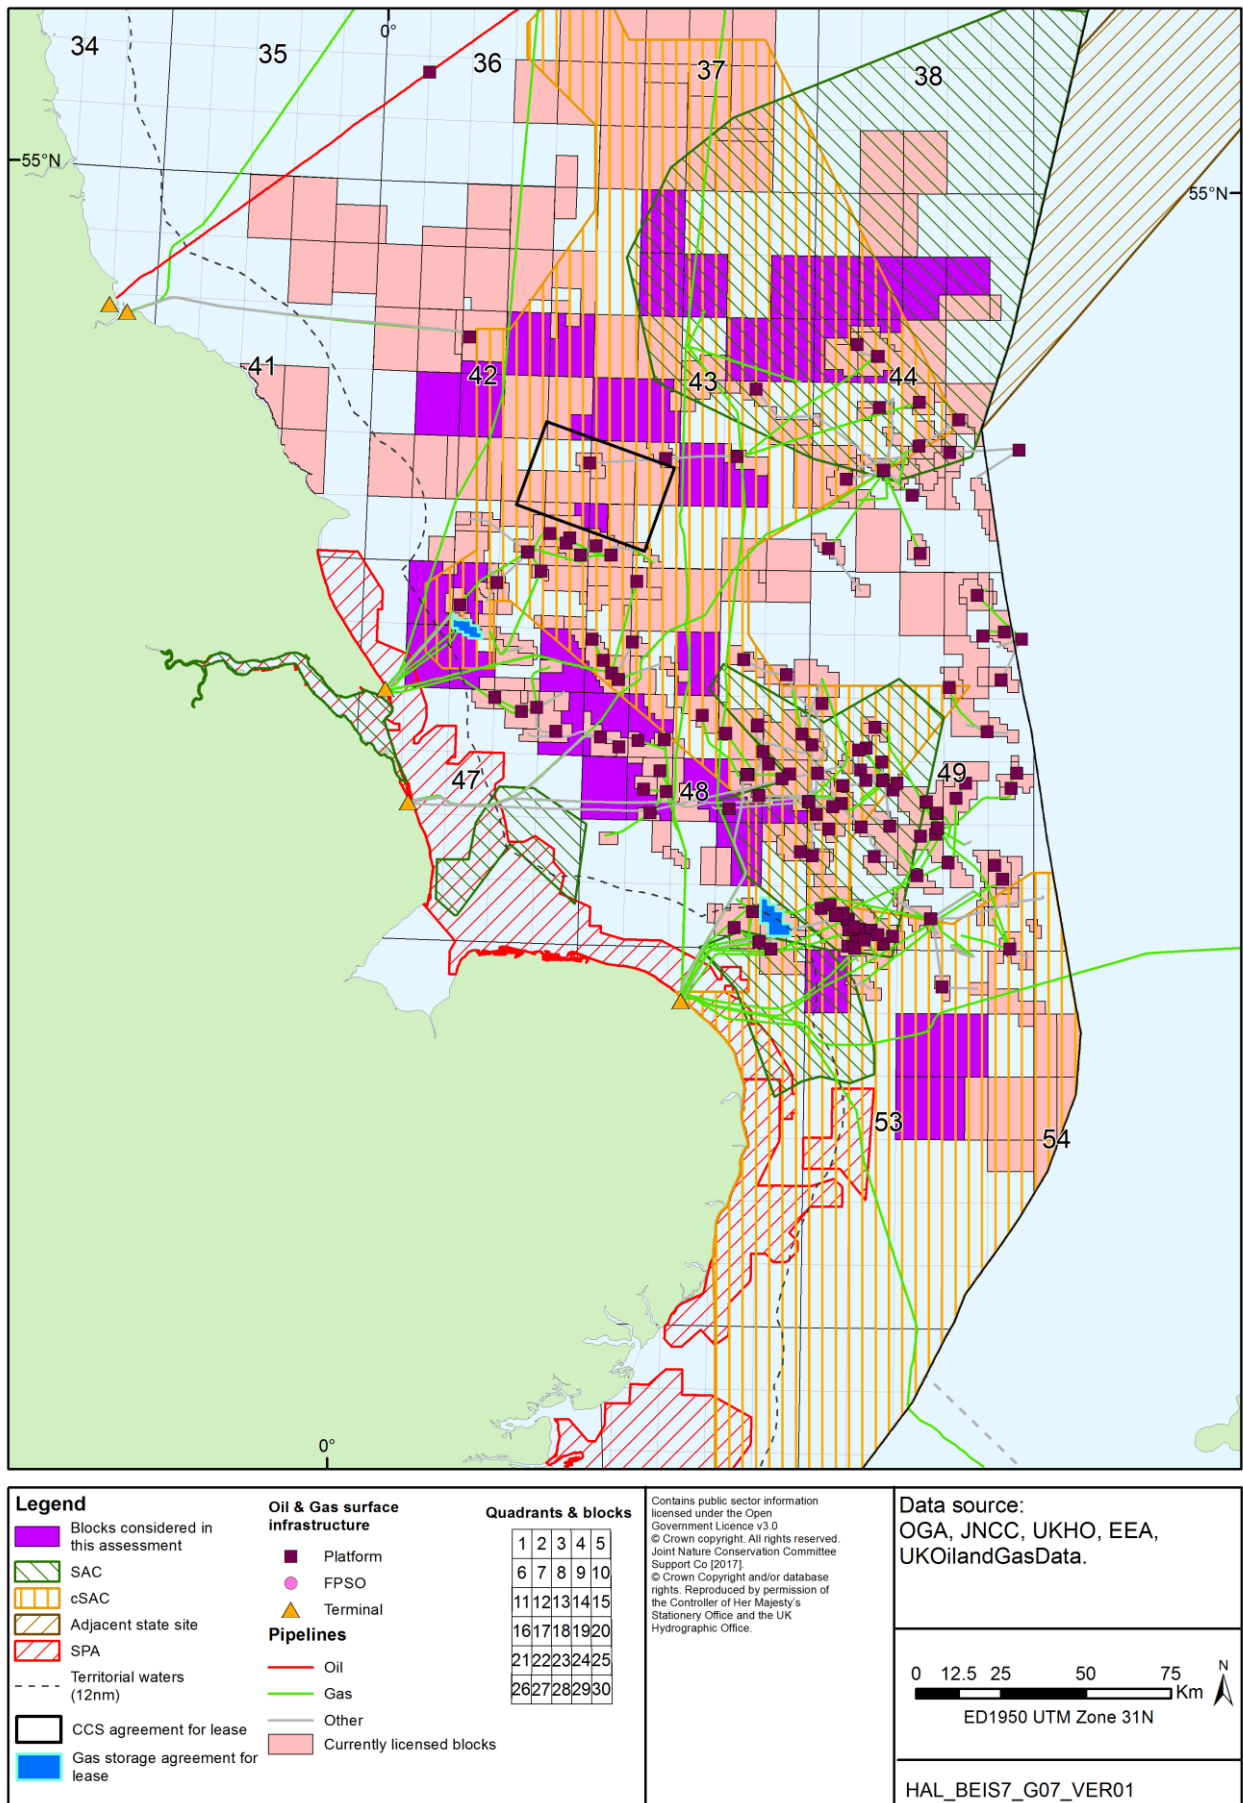 0°
34
35
36
37
38
55°N
55°N
41
42
43
44
47
48
49
53
54
0°
Legend
Blocks considered in
this assessment
SAC
cSAC
Adjacent state site
SPA
Territorial waters
(12nm)
CCS agreement for lease
Gas storage agreement for
lease
Oil & Gas surface
infrastructure
Platform
FPSO
Terminal
Pipelines
Oil
Gas
Other
Currently licensed blocks
Quadrants & blocks
1 2 3 4 5
6 7 8 9 10
11 12 13 14 15
16 17 18 19 20
21 22 23 24 25
26 27 28 29 30
Contains public sector information
licensed under the Open
Government Licence v3.0
© Crown copyright. All rights reserved.
Joint Nature Conservation Committee
Support Co [2017].
© Crown Copyright and/or database
rights. Reproduced by permission of
the Controller of Her Majesty's
Stationery Office and the UK
Hydrographic Office.
Data source:
OGA, JNCC, UKHO, EEA,
UKOilandGasData.
0 12.5 25 50 75
Km
N
ED1950 UTM Zone 31N
HAL_BEIS7_G07_VER01